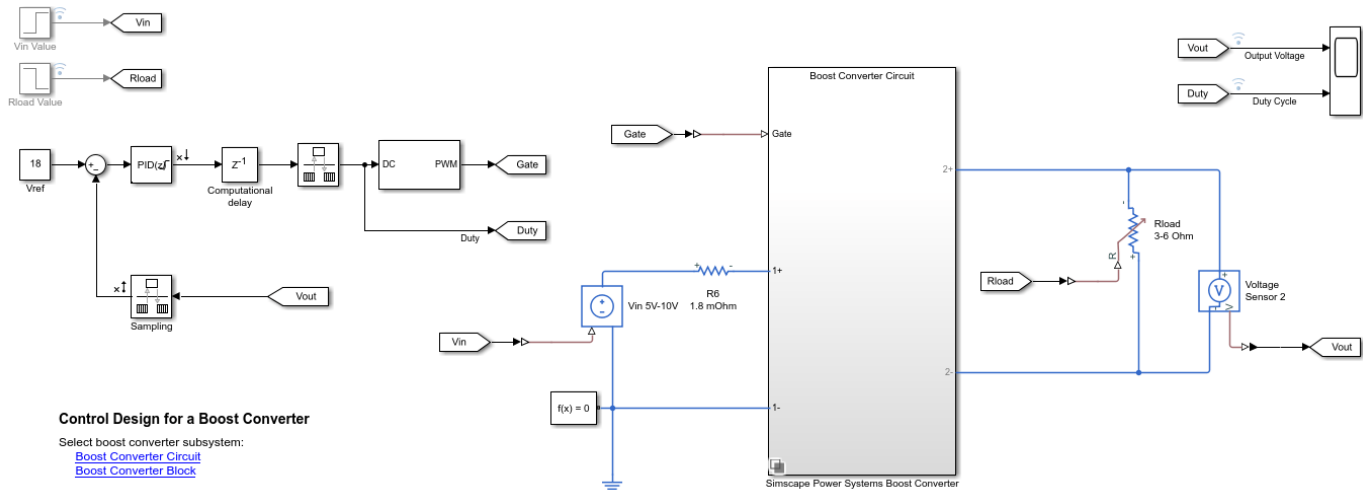 Vin
Vin Value
Rload
Rload Value
Vout
Output Voltage
Duty
Duty Cycle
Boost Converter Circuit
Gate
Gate
18
Vref
+
-
PID(z)
Z-1
Computational
delay
DC
PWM
Gate
Duty
Duty
2+
-
Rload
3-6 Ohm
+
R
Rload
Vout
Sampling
+
-
1+
R6
1.8 mOhm
+
-
Vin 5V-10V
Vin
+
V
-
V
Voltage
Sensor 2
Vout
2-
f(x) = 0
1-
Control Design for a Boost Converter
Select boost converter subsystem:
Boost Converter Circuit
Boost Converter Block
Simscape Power Systems Boost Converter